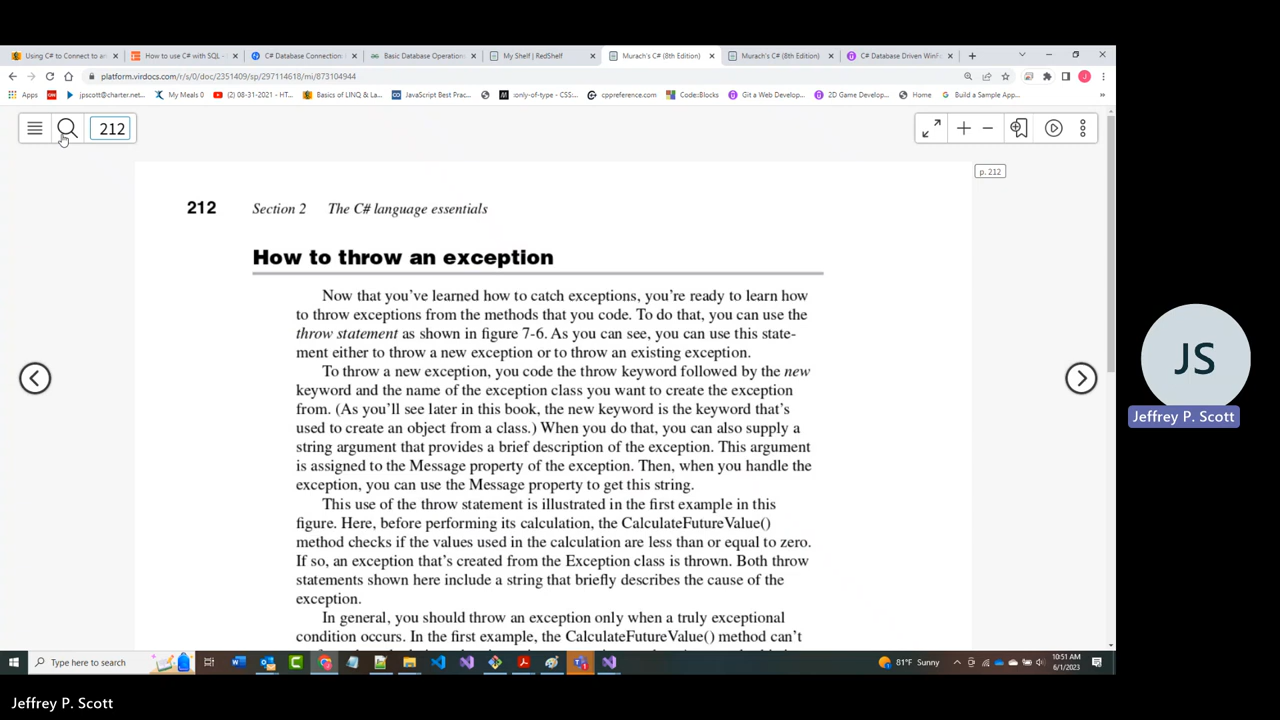 Using C# to Connect to an
How to use C# with SQL -
C# Database Connection:
Basic Database Operation
My Shelf | RedShelf
Murach's C# (8th Edition)
Murach's C# (8th Edition)
C# Database Driven WinFo
platform.virdocs.com/r/s/0/doc/2351409/sp/297114618/mi/873104944
Apps
jpscott@charter.net...
My Meals 0
(2) 08-31-2021 - HT...
Basics of LINQ & La...
JavaScript Best Prac...
:only-of-type - CSS:...
cppreference.com
Code::Blocks
Git a Web Develop...
2D Game Develop...
Home
Build a Sample App...
212
p. 212
212 Section 2 The C# language essentials
How to throw an exception
Now that you've learned how to catch exceptions, you're ready to learn how
to throw exceptions from the methods that you code. To do that, you can use the
throw statement as shown in figure 7-6. As you can see, you can use this state-
ment either to throw a new exception or to throw an existing exception.
To throw a new exception, you code the throw keyword followed by the new
keyword and the name of the exception class you want to create the exception
from. (As you'll see later in this book, the new keyword is the keyword that's
used to create an object from a class.) When you do that, you can also supply a
string argument that provides a brief description of the exception. This argument
is assigned to the Message property of the exception. Then, when you handle the
exception, you can use the Message property to get this string.
This use of the throw statement is illustrated in the first example in this
figure. Here, before performing its calculation, the CalculateFutureValue()
method checks if the values used in the calculation are less than or equal to zero.
If so, an exception that's created from the Exception class is thrown. Both throw
statements shown here include a string that briefly describes the cause of the
exception.
In general, you should throw an exception only when a truly exceptional
condition occurs. In the first example, the CalculateFutureValue() method can't
JS
Jeffrey P. Scott
Type here to search
81°F Sunny
10:51 AM
6/1/2023
Jeffrey P. Scott